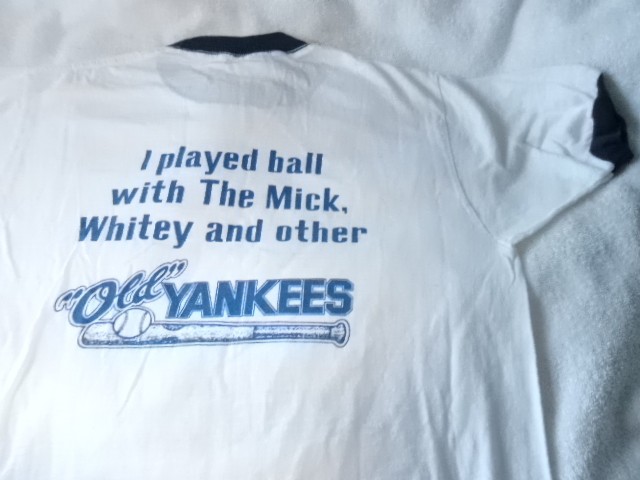 I played ball
with The Mick,
Whitey and other
"Old" YANKEES